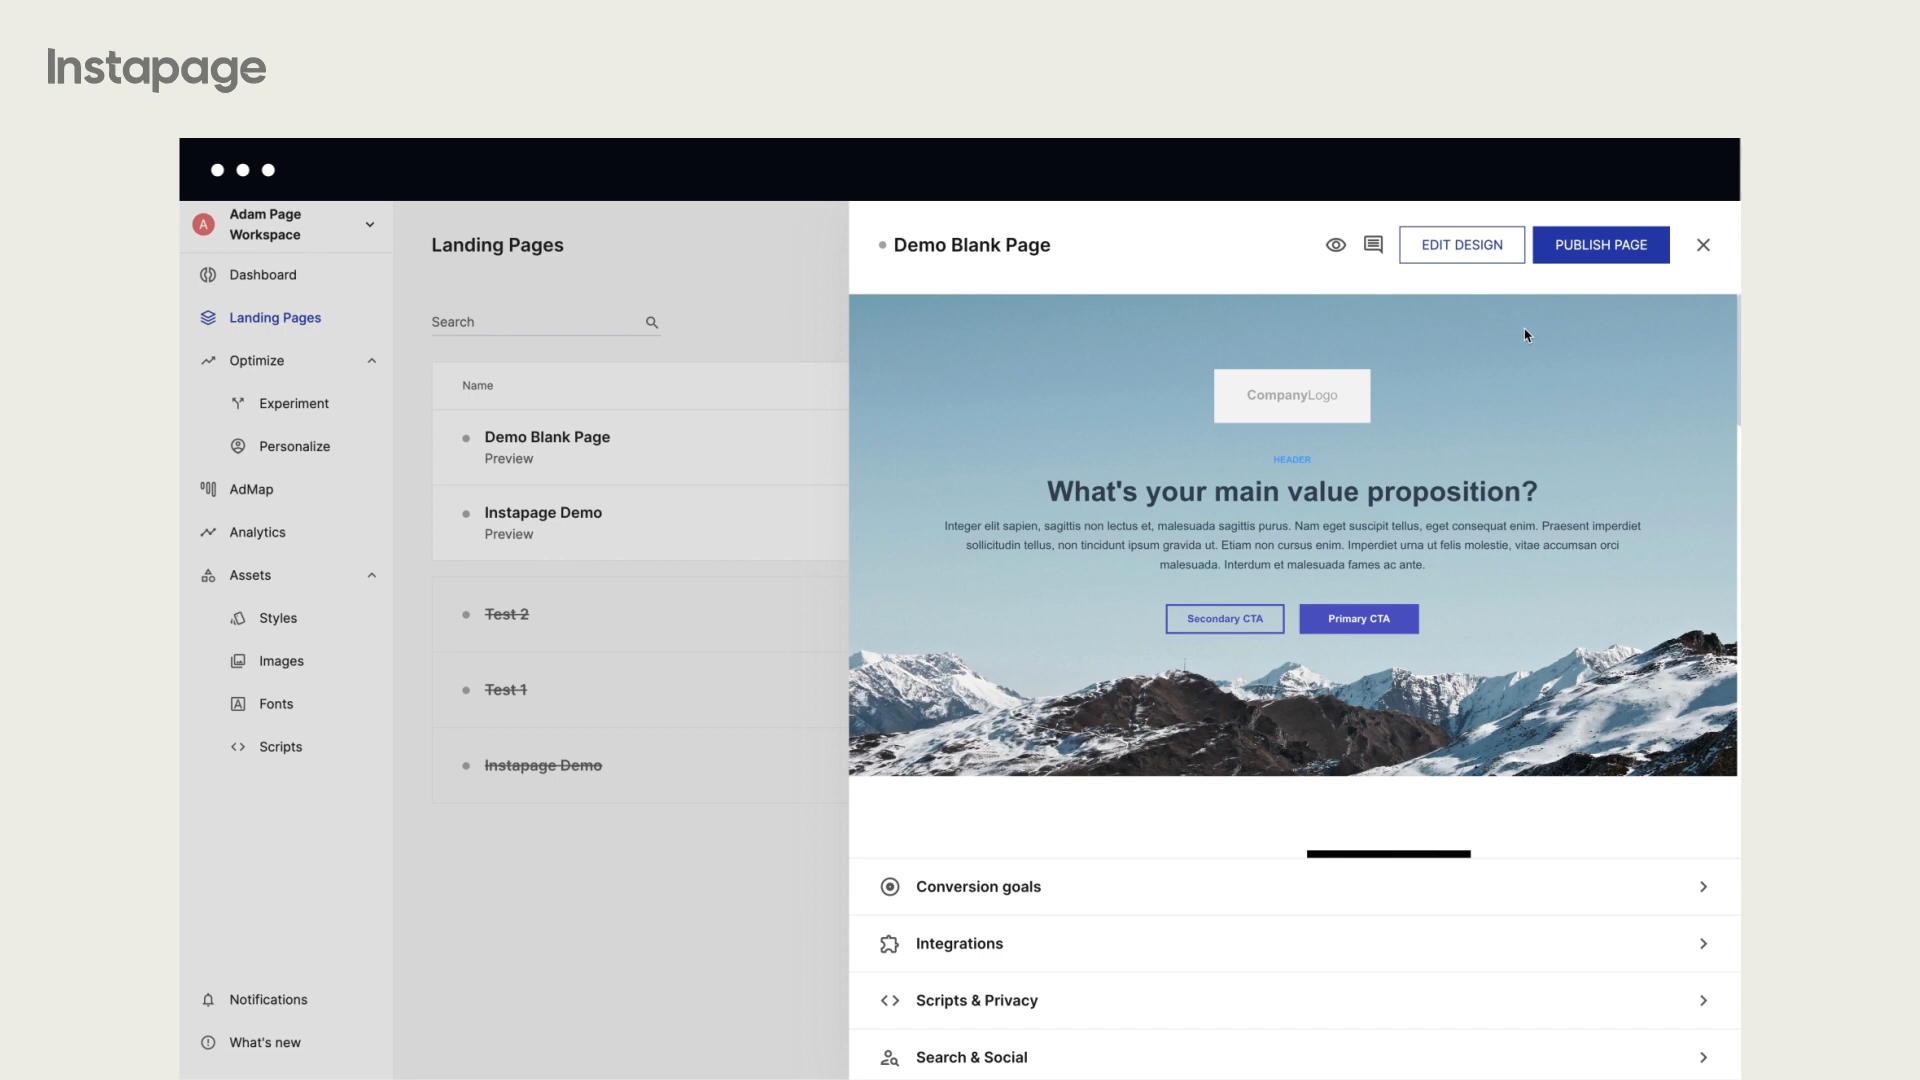 Instapage
A
Adam Page
Workspace
Dashboard
Landing Pages
Optimize
Experiment
Personalize
AdMap
Analytics
Assets
Styles
Images
Fonts
Scripts
Notifications
What's new
Landing Pages
Search
Name
Demo Blank Page
Preview
Instapage Demo
Preview
Test 2
Test 1
Instapage Demo
Demo Blank Page
EDIT DESIGN
PUBLISH PAGE
CompanyLogo
HEADER
What's your main value proposition?
Integer elit sapien, sagittis non lectus et, malesuada sagittis purus. Nam eget suscipit tellus, eget consequat enim. Praesent imperdiet
sollicitudin tellus, non tincidunt ipsum gravida ut. Etiam non cursus enim. Imperdiet urna ut felis molestie, vitae accumsan orci
malesuada. Interdum et malesuada fames ac ante.
Secondary CTA
Primary CTA
Conversion goals
Integrations
Scripts & Privacy
Search & Social